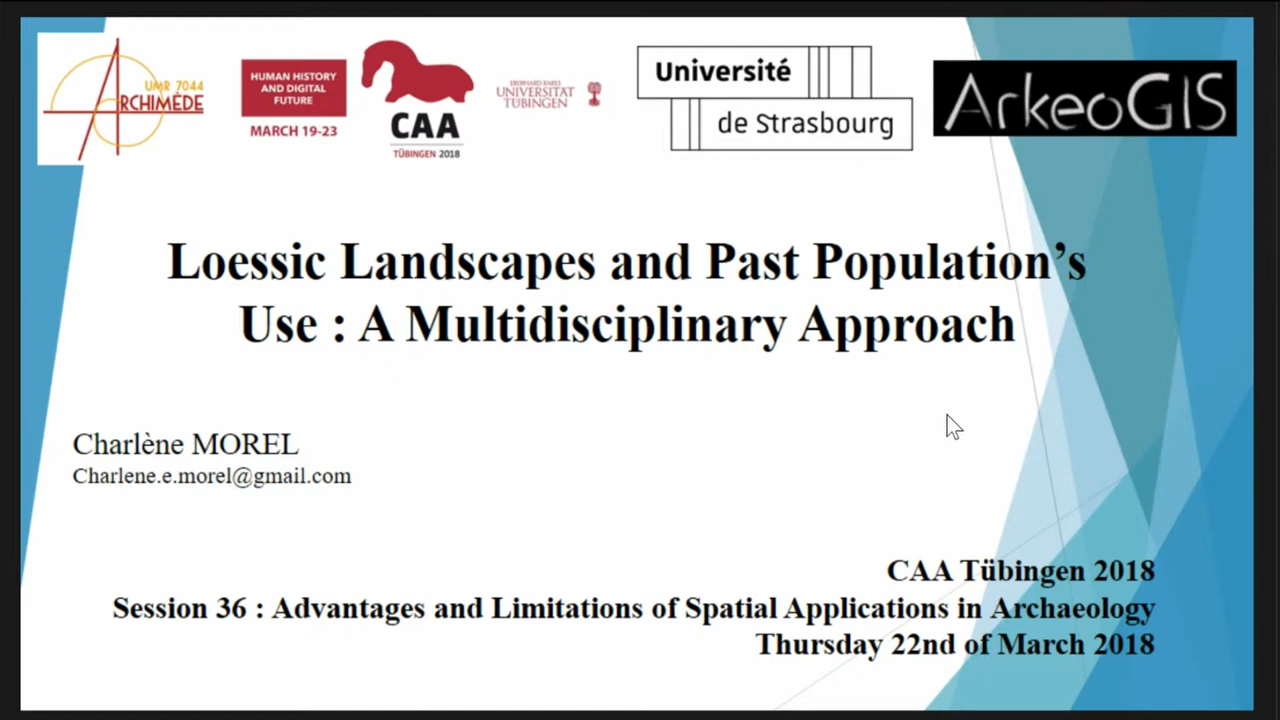 UMR 7044
ARCHIMÈDE
HUMAN HISTORY
AND DIGITAL
FUTURE
MARCH 19-23
CAA
TÜBINGEN 2018
EBERHARD KARLS
UNIVERSITÄT
TÜBINGEN
Université
de Strasbourg
ArkeoGIS
Loessic Landscapes and Past Population’s
Use : A Multidisciplinary Approach
Charlène MOREL
Charlene.e.morel@gmail.com
CAA Tübingen 2018
Session 36 : Advantages and Limitations of Spatial Applications in Archaeology
Thursday 22nd of March 2018